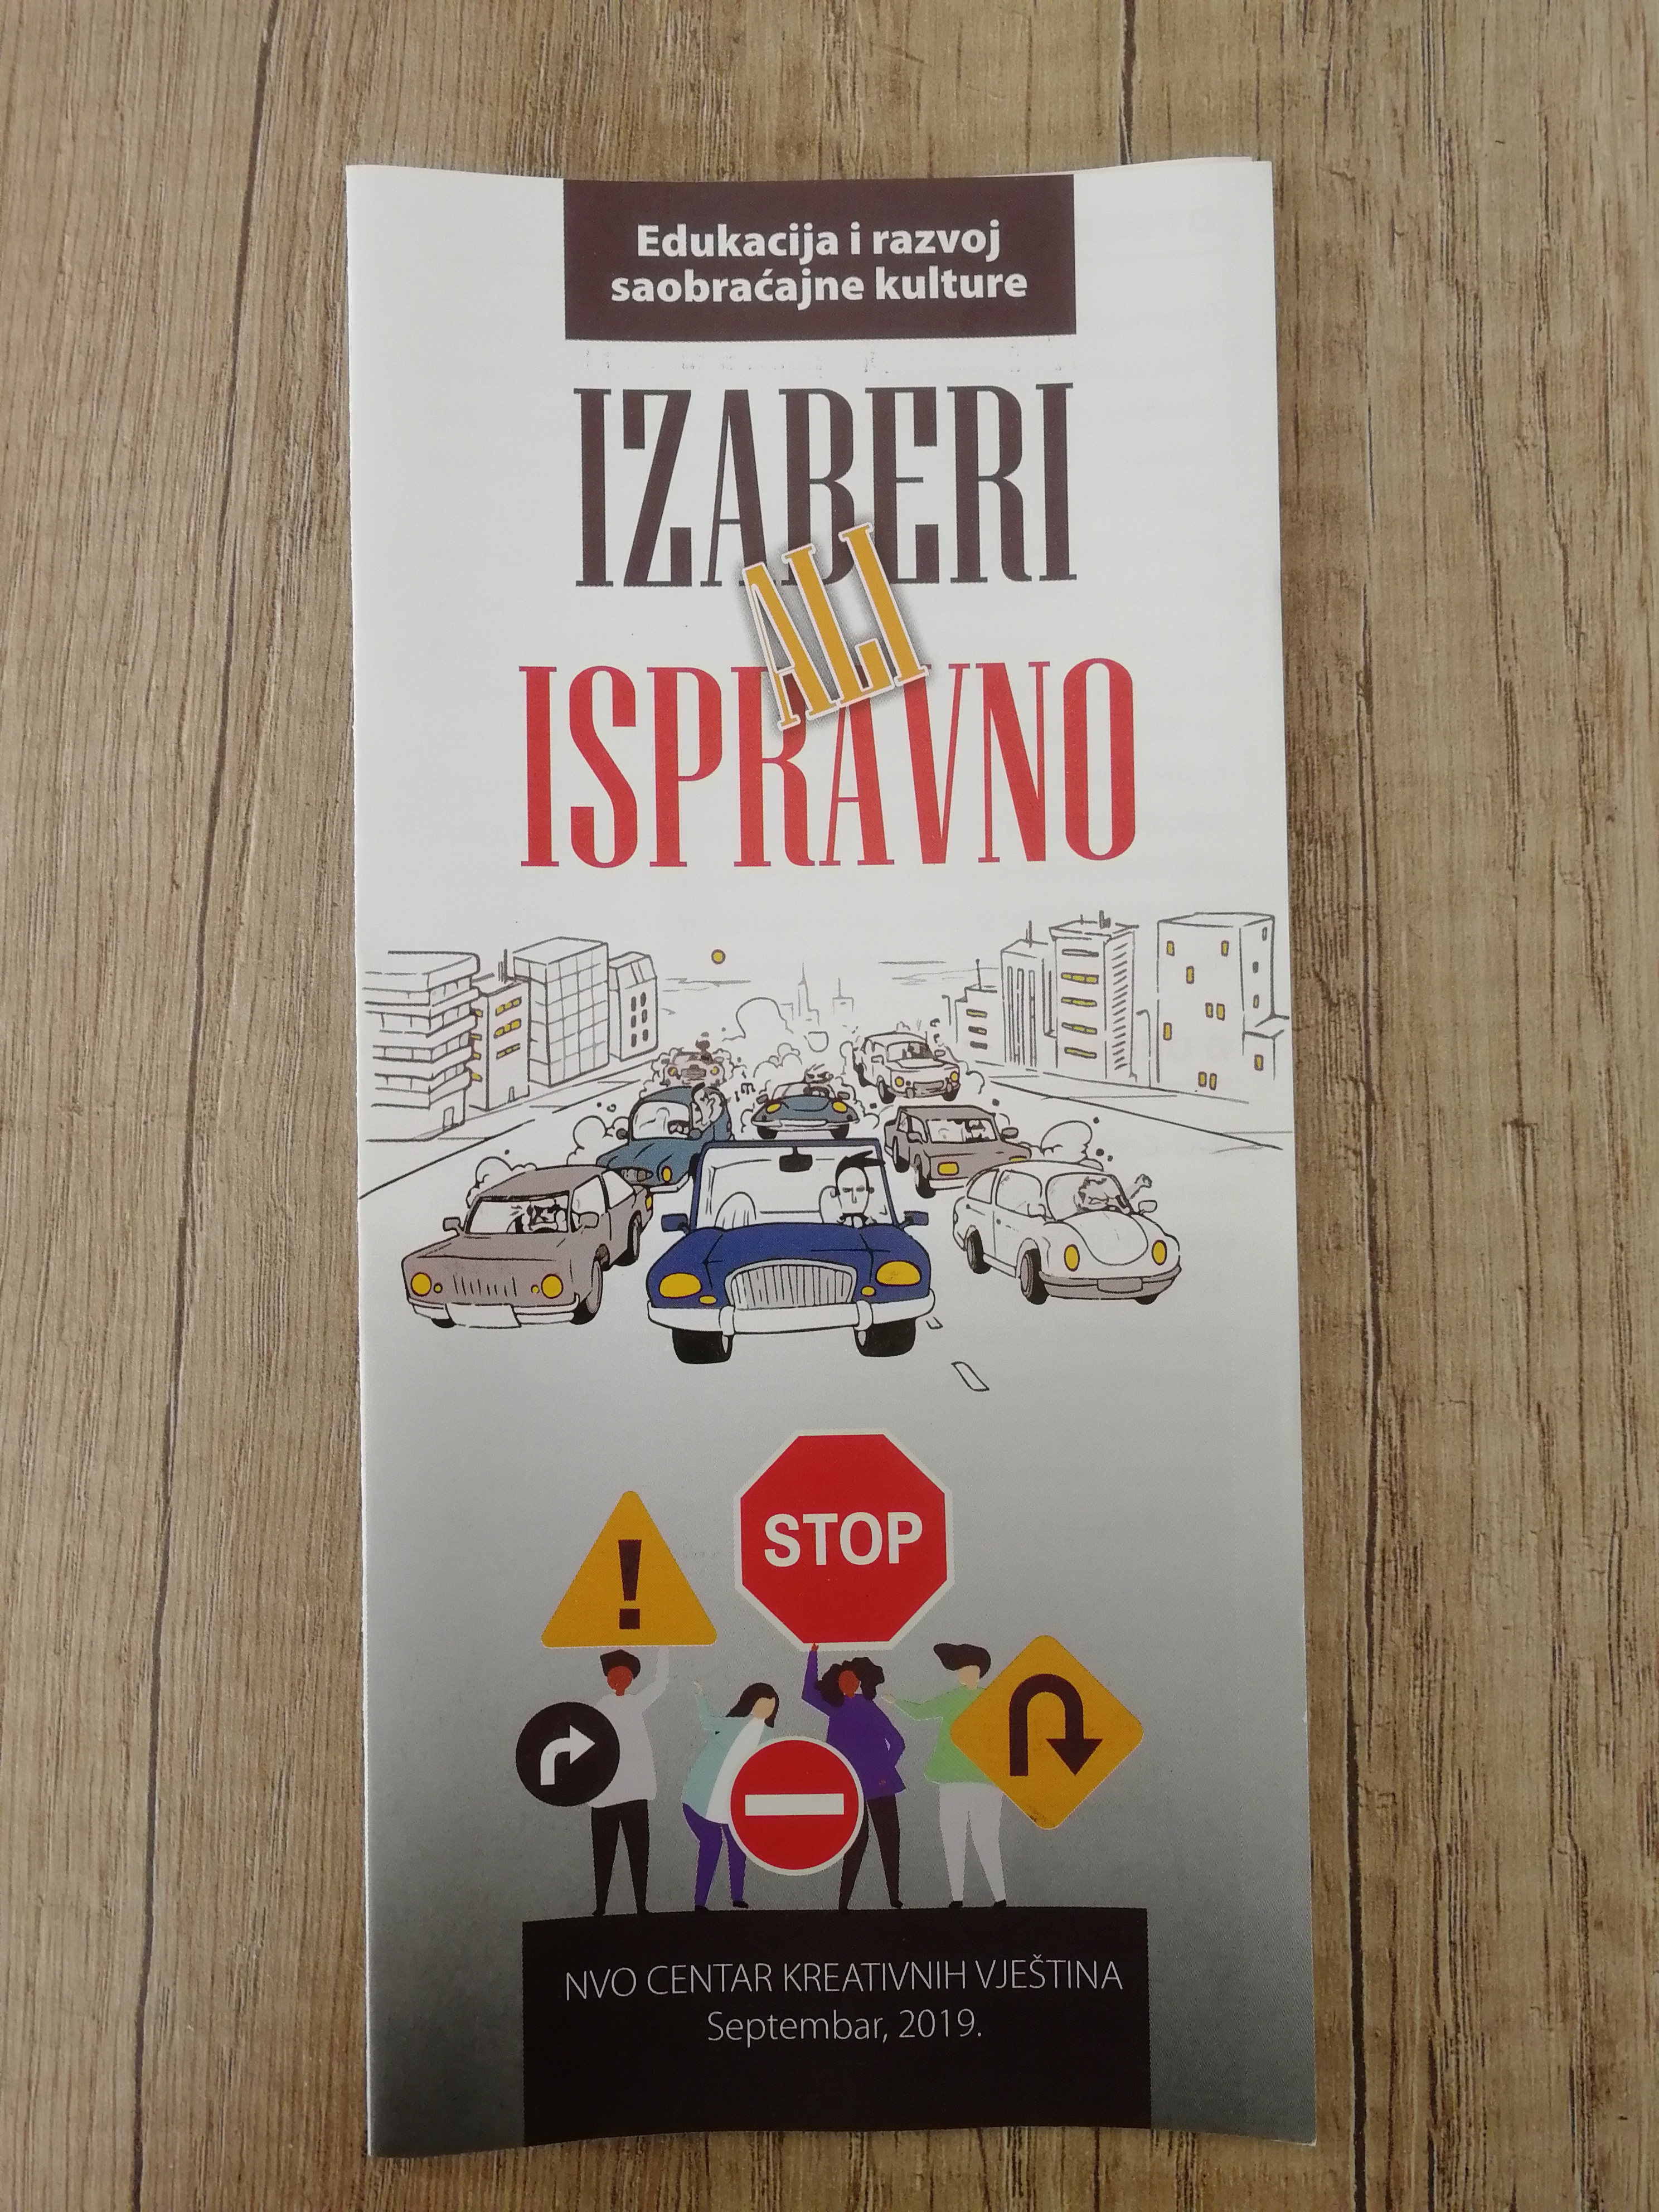 Edukacija i razvoj
saobraćajne kulture
IZABERI
ALI
ISPRAVNO
STOP
!
NVO CENTAR KREATIVNIH VJEŠTINA
Septembar, 2019.